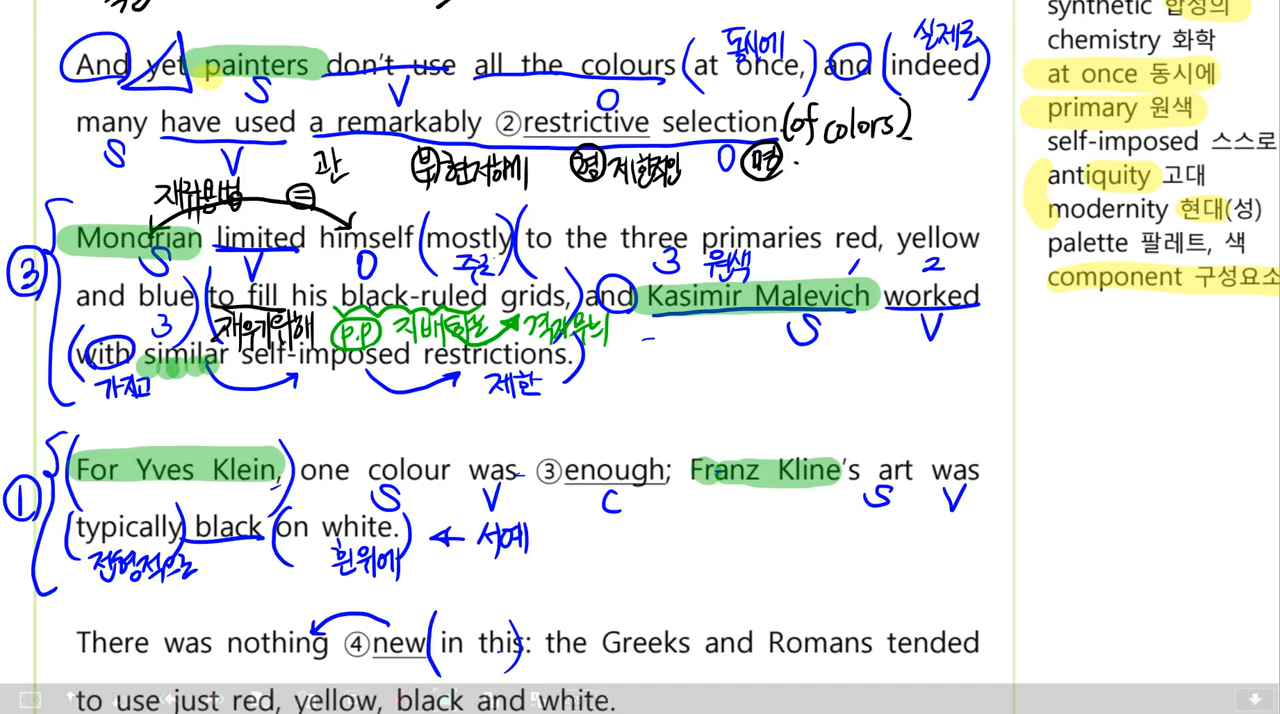 동시에 실제로
And yet painters don't use all the colours (at once,) and (indeed)
S V O
many have used a remarkably ②restrictive selection. (of colors)
S V 관 부 현저하게 형 제한적인 O 명
재귀용법 =
③ Mondrian limited himself (mostly) (to the three primaries red, yellow
S V O 주로 3 원색 1 2
and blue) (to fill his black-ruled grids,) and Kasimir Malevich worked
3 채우기위해 P.P 지배하는 격자무늬 S V
(with similar self-imposed restrictions.)
가지고 제한
① (For Yves Klein,) one colour was ③enough; Franz Kline's art was
S V C S V
(typically) black (on white.) ← 서예
전형적으로 흰위에
There was nothing ④new (in this): the Greeks and Romans tended
to use just red, yellow, black and white.
synthetic 합성의
chemistry 화학
at once 동시에
primary 원색
self-imposed 스스로
antiquity 고대
modernity 현대(성)
palette 팔레트, 색
component 구성요소